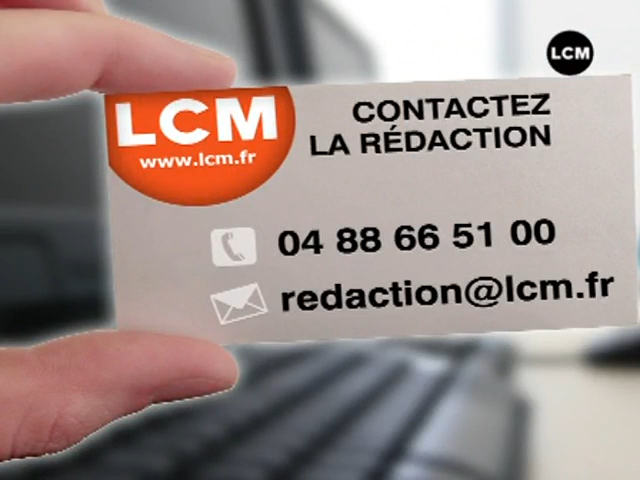 LCM
LCM
www.lcm.fr
CONTACTEZ
LA RÉDACTION
04 88 66 51 00
redaction@lcm.fr